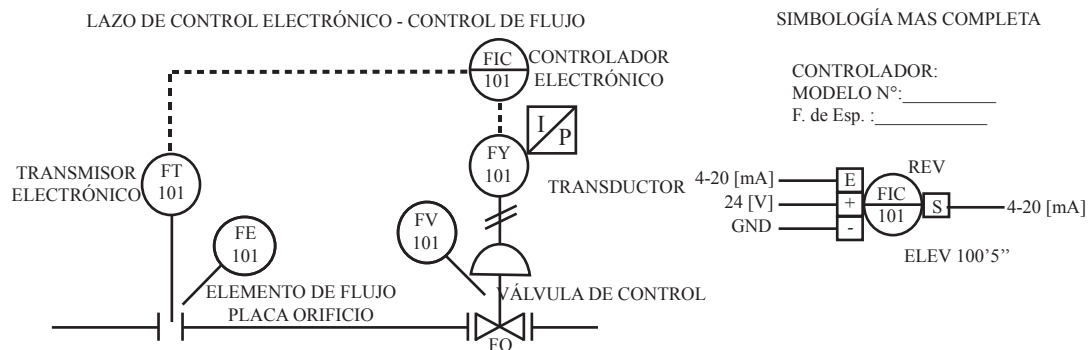 LAZO DE CONTROL ELECTRÓNICO - CONTROL DE FLUJO
FIC
101
CONTROLADOR
ELECTRÓNICO
I
P
FY
101
TRANSDUCTOR
TRANSMISOR
ELECTRÓNICO
FT
101
FE
101
FV
101
ELEMENTO DE FLUJO
PLACA ORIFICIO
VÁLVULA DE CONTROL
FO
SIMBOLOGÍA MAS COMPLETA
CONTROLADOR:
MODELO N°:__________
F. de Esp. :____________
REV
4-20 [mA]
24 [V]
GND
E
+
-
FIC
101
S
4-20 [mA]
ELEV 100'5’’